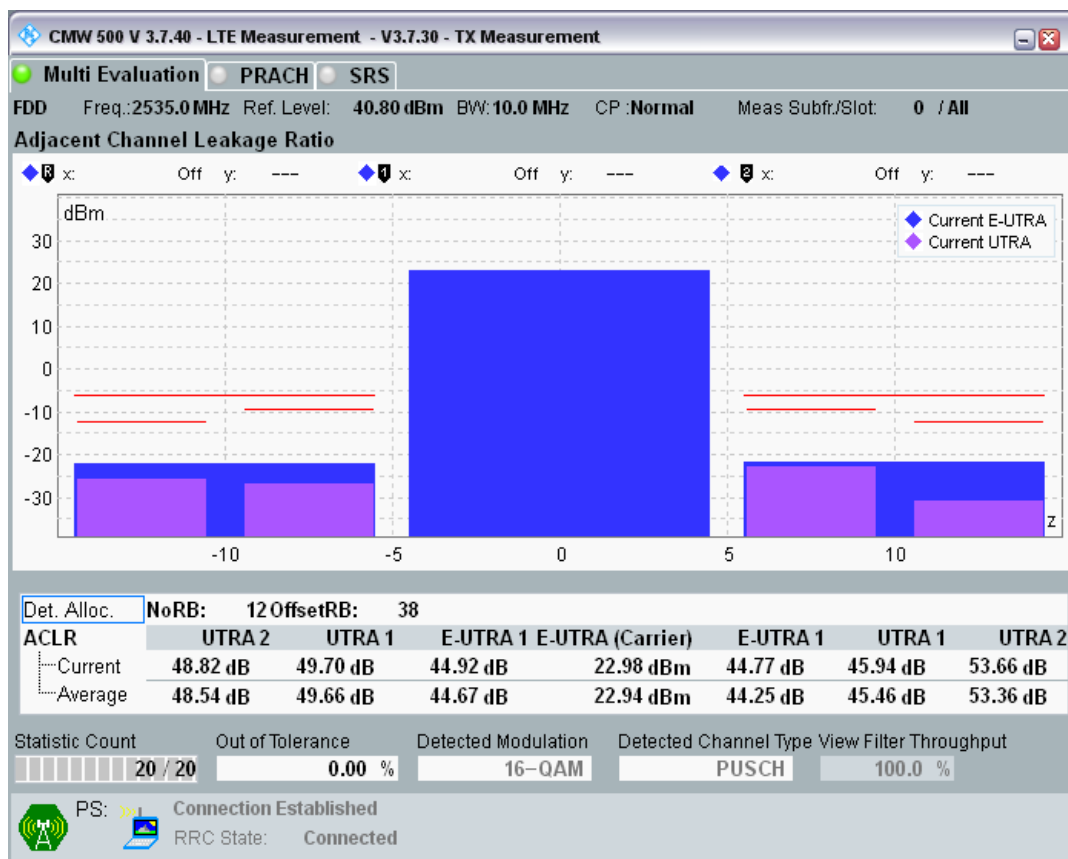 CMW 500 V 3.7.40 - LTE Measurement - V3.7.30 - TX Measurement
Multi Evaluation PRACH SRS
FDD Freq.:2535.0 MHz Ref. Level: 40.80 dBm BW: 10.0 MHz CP :Normal Meas Subfr./Slot: 0 / All
Adjacent Channel Leakage Ratio
R x: Off y: --- 1 x: Off y: --- 2 x: Off y: ---
dBm
Current E-UTRA
Current UTRA
30
20
10
0
-10
-20
-30
z
-10 -5 0 5 10
Det. Alloc. NoRB: 12 OffsetRB: 38
ACLR UTRA 2 UTRA 1 E-UTRA 1 E-UTRA (Carrier) E-UTRA 1 UTRA 1 UTRA 2
Current 48.82 dB 49.70 dB 44.92 dB 22.98 dBm 44.77 dB 45.94 dB 53.66 dB
Average 48.54 dB 49.66 dB 44.67 dB 22.94 dBm 44.25 dB 45.46 dB 53.36 dB
Statistic Count Out of Tolerance Detected Modulation Detected Channel Type View Filter Throughput
20 / 20 0.00 % 16-QAM PUSCH 100.0 %
PS: Connection Established
RRC State: Connected